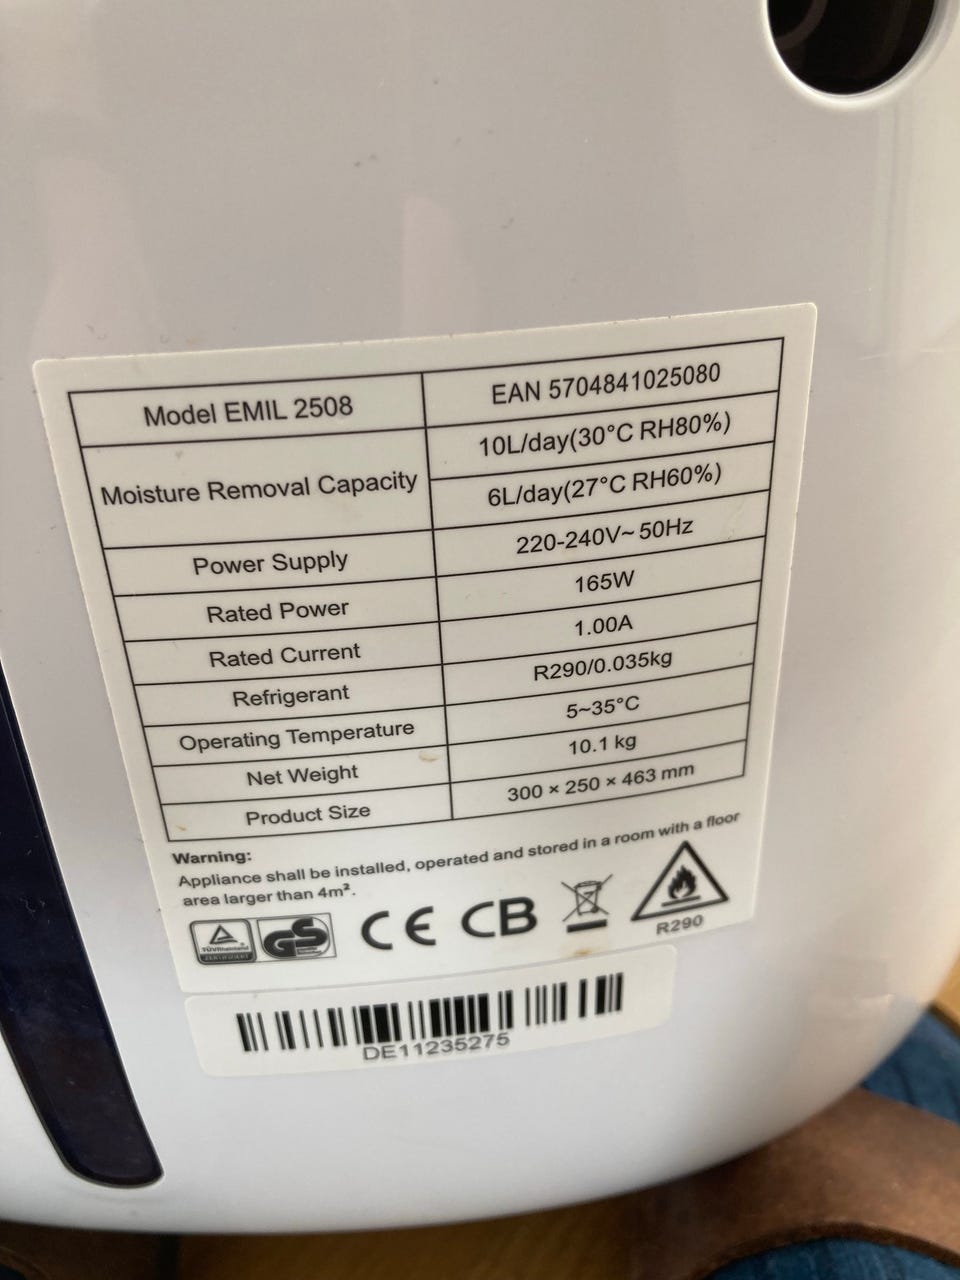 Model EMIL 2508
EAN 5704841025080
Moisture Removal Capacity
10L/day(30°C RH80%)
6L/day(27°C RH60%)
Power Supply
220-240V~ 50Hz
Rated Power
165W
Rated Current
1.00A
Refrigerant
R290/0.035kg
Operating Temperature
5~35°C
Net Weight
10.1 kg
Product Size
300 × 250 × 463 mm
Warning:
Appliance shall be installed, operated and stored in a room with a floor
area larger than 4m².
TÜVRheinland
ZERTIFIZIERT
GS
CE
CB
R290
DE11235275